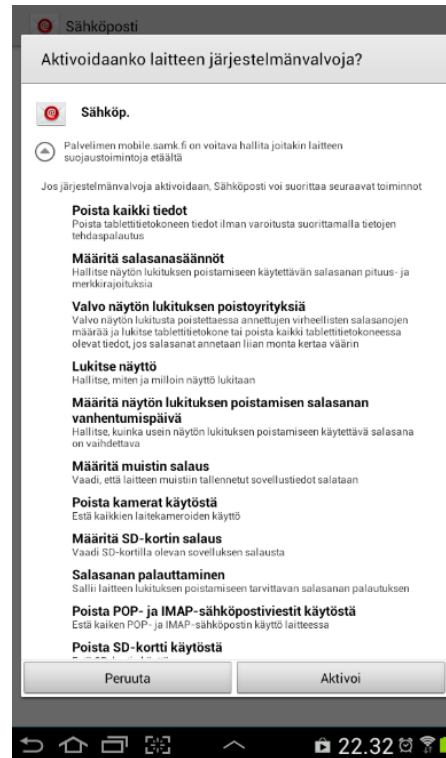 Sähköposti
Aktivoidaanko laitteen järjestelmänvalvoja?
Sähköp.
Palvelimen mobile.samk.fi on voitava hallita joitakin laitteen
suojaustoimintoja etäältä
Jos järjestelmänvalvoja aktivoidaan, Sähköposti voi suorittaa seuraavat toiminnot
Poista kaikki tiedot
Poista tablettitietokoneen tiedot ilman varoitusta suorittamalla tietojen
tehdaspalautus
Määritä salasanasäännöt
Hallitse näytön lukituksen poistamiseen käytettävän salasanan pituus- ja
merkkirajoituksia
Valvo näytön lukituksen poistoyrityksiä
Valvo näytön lukitusta poistettaessa annettujen virheellisten salasanojen
määrää ja lukitse tablettitietokone tai poista kaikki tablettitietokoneessa
olevat tiedot, jos salasanat annetaan liian monta kertaa väärin
Lukitse näyttö
Hallitse, miten ja milloin näyttö lukitaan
Määritä näytön lukituksen poistamisen salasanan
vanhentumispäivä
Hallitse, kuinka usein näytön lukituksen poistamiseen käytettävä salasana
on vaihdettava
Määritä muistin salaus
Vaadi, että laitteen muistiin tallennetut sovellustiedot salataan
Poista kamerat käytöstä
Estä kaikkien laitekameroiden käyttö
Määritä SD-kortin salaus
Vaadi SD-kortilla olevan sovelluksen salausta
Salasanan palauttaminen
Sallii laitteen lukituksen poistamiseen tarvittavan salasanan palautuksen
Poista POP- ja IMAP-sähköpostiviestit käytöstä
Estä kaiken POP- ja IMAP-sähköpostin käyttö laitteessa
Poista SD-kortti käytöstä
Peruuta
Aktivoi
22.32